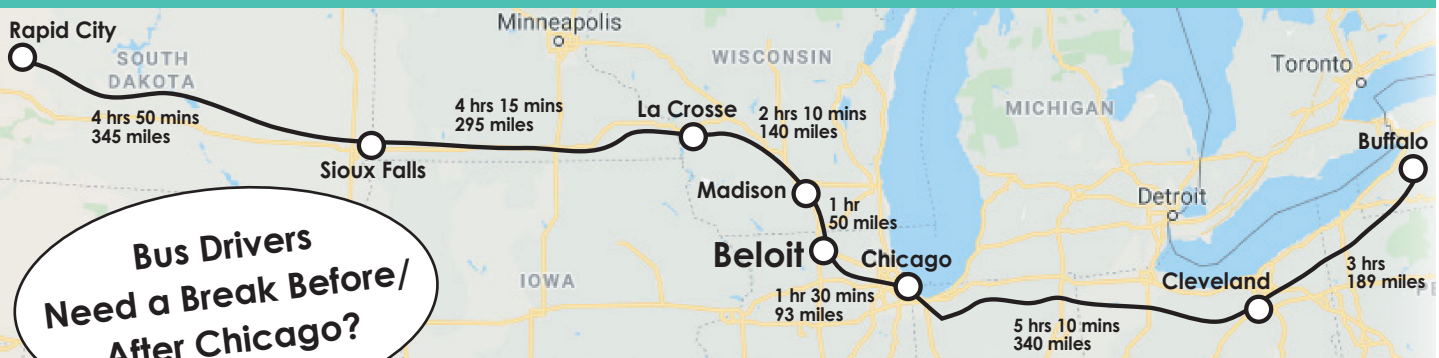 Rapid City
Minneapolis
SOUTH
DAKOTA
WISCONSIN
Toronto
4 hrs 50 mins
345 miles
4 hrs 15 mins
295 miles
La Crosse
2 hrs 10 mins
140 miles
MICHIGAN
Buffalo
Sioux Falls
Madison
1 hr
50 miles
Detroit
Bus Drivers
Need a Break Before/
After Chicago?
Beloit
Chicago
IOWA
1 hr 30 mins
93 miles
Cleveland
3 hrs
189 miles
PE
5 hrs 10 mins
340 miles